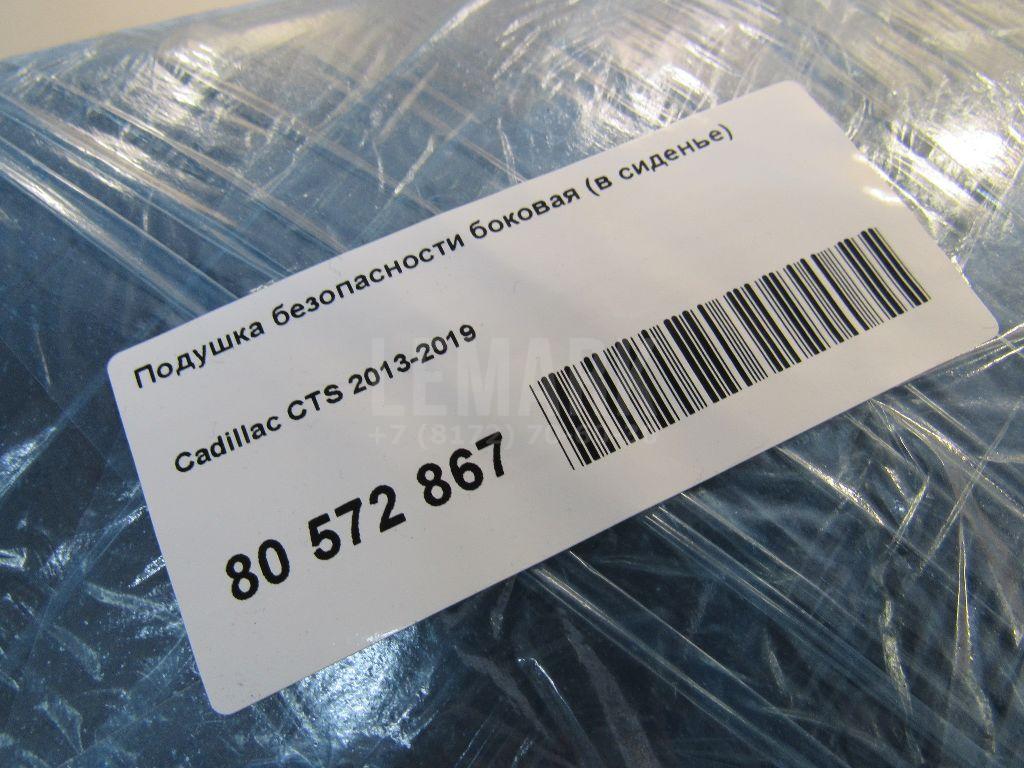 Подушка безопасности боковая (в сиденье)
Cadillac CTS 2013-2019
80 572 867